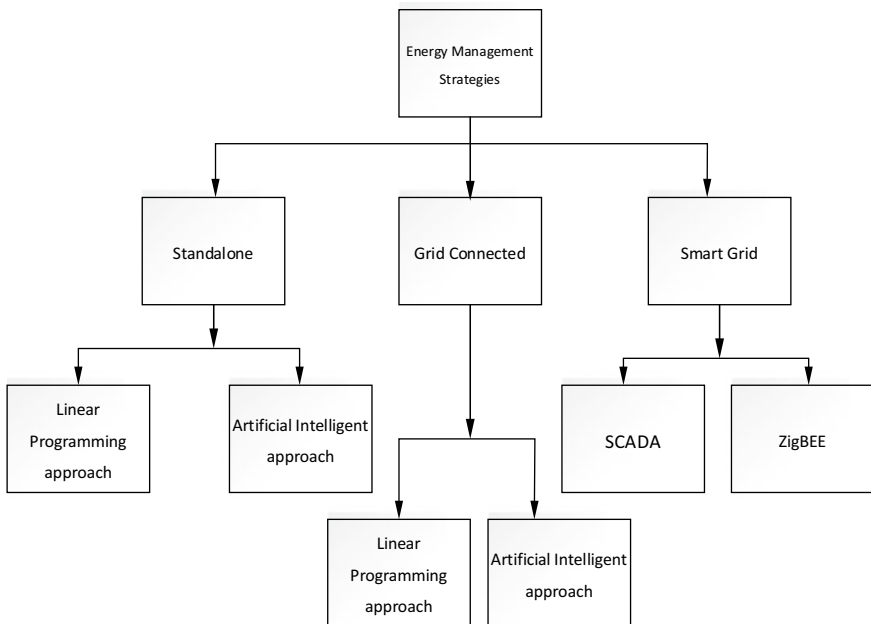 Energy Management
Strategies
Standalone
Grid Connected
Smart Grid
Linear
Programming
approach
Artificial Intelligent
approach
SCADA
ZigBEE
Linear
Programming
approach
Artificial Intelligent
approach